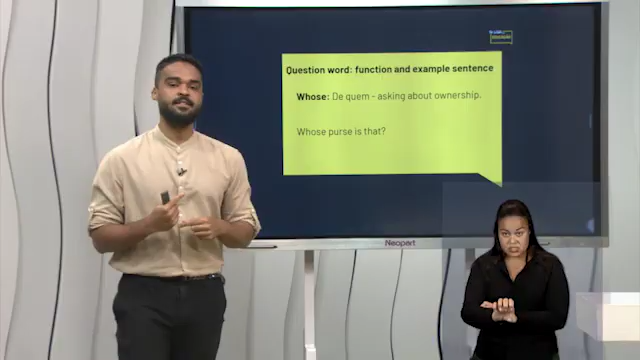 Question word: function and example sentence
Whose: De quem - asking about ownership.
Whose purse is that?
Neopart